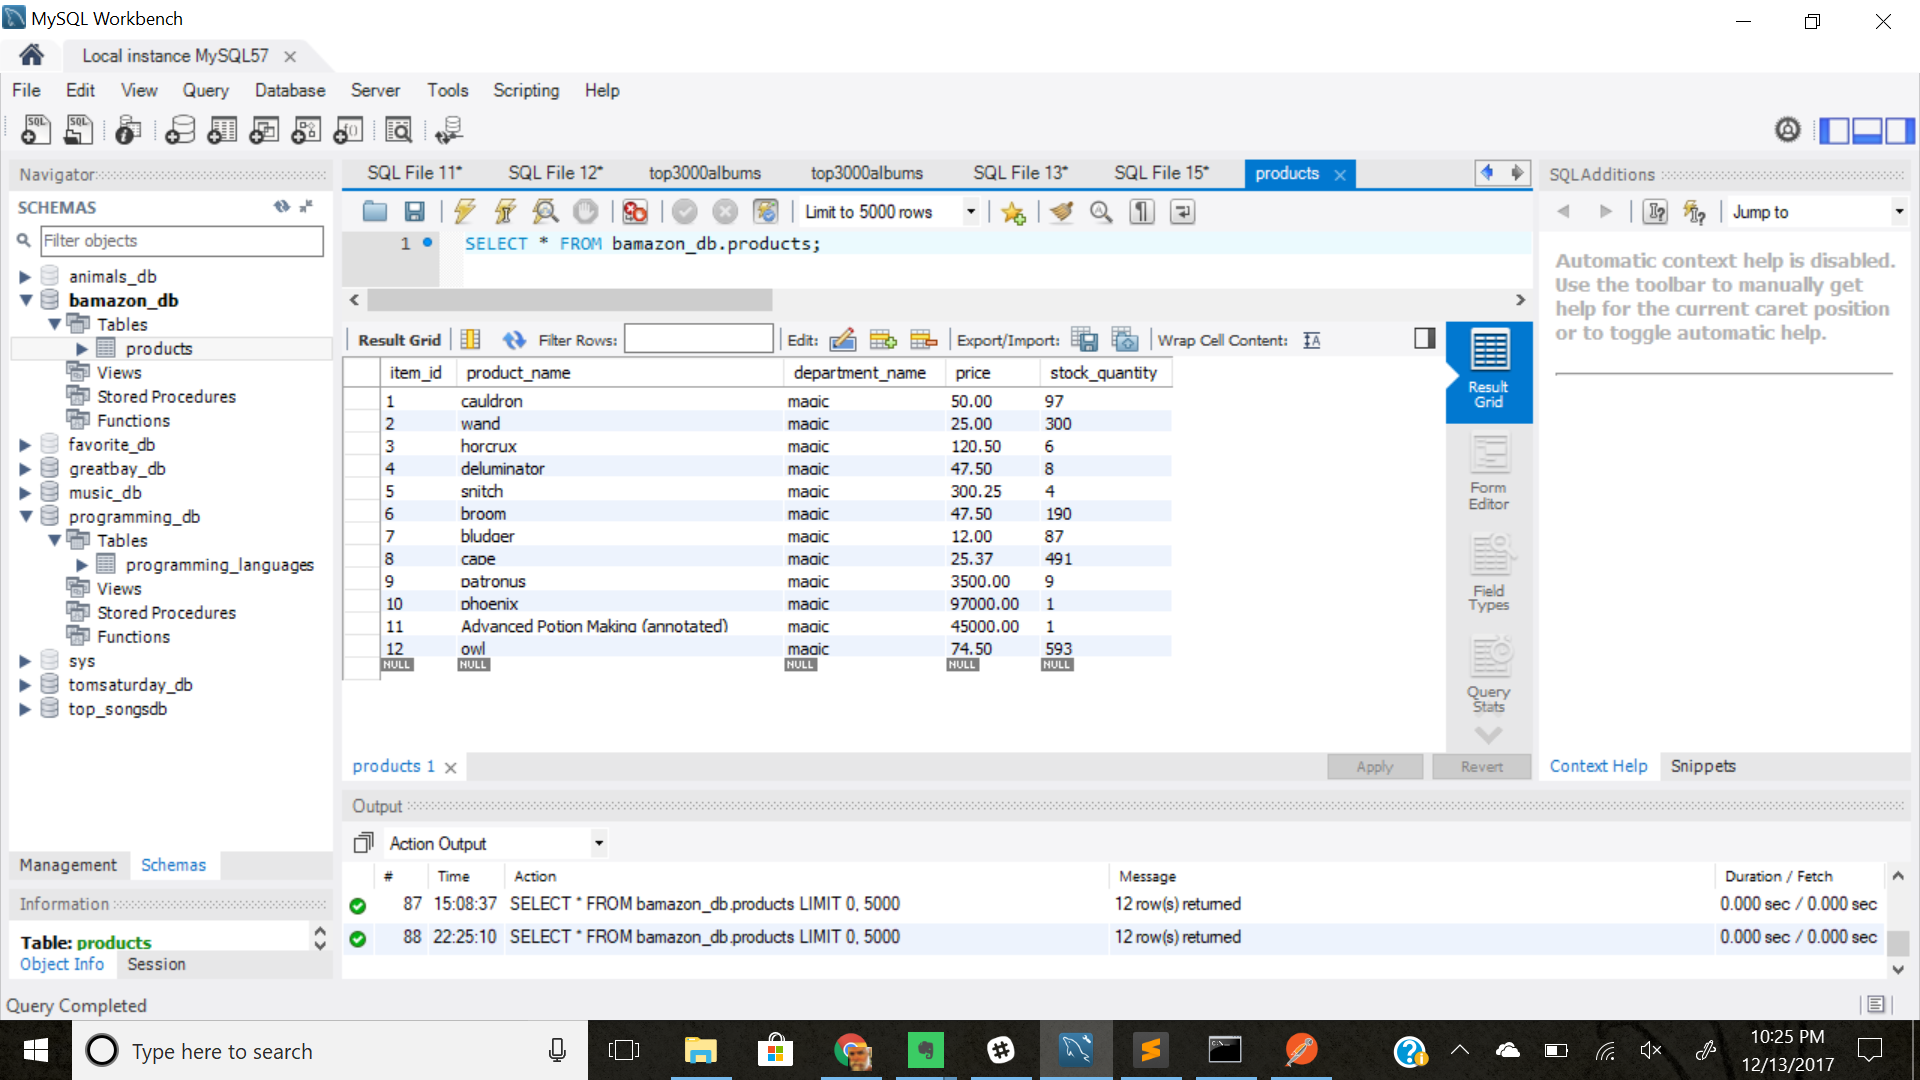 MySQL Workbench
Local instance MySQL57
File Edit View Query Database Server Tools Scripting Help
Navigator
SCHEMAS
Filter objects
animals_db
bamazon_db
Tables
products
Views
Stored Procedures
Functions
favorite_db
greatbay_db
music_db
programming_db
Tables
programming_languages
Views
Stored Procedures
Functions
sys
tomsaturday_db
top_songsdb
Management Schemas
Information
Table: products
Object Info Session
Query Completed
SQL File 11* SQL File 12* top3000albums top3000albums SQL File 13* SQL File 15* products
Limit to 5000 rows
1 SELECT * FROM bamazon_db.products;
Result Grid Filter Rows: Edit: Export/Import: Wrap Cell Content:
item_id product_name department_name price stock_quantity
1 cauldron magic 50.00 97
2 wand magic 25.00 300
3 horcrux magic 120.50 6
4 deluminator magic 47.50 8
5 snitch magic 300.25 4
6 broom magic 47.50 190
7 bludger magic 12.00 87
8 cape magic 25.37 491
9 patronus magic 3500.00 9
10 phoenix magic 97000.00 1
11 Advanced Potion Making (annotated) magic 45000.00 1
12 owl magic 74.50 593
NULL NULL NULL NULL NULL
Result
Grid
Form
Editor
Field
Types
Query
Stats
products 1 Apply Revert
SQLAdditions
Jump to
Automatic context help is disabled.
Use the toolbar to manually get
help for the current caret position
or to toggle automatic help.
Context Help Snippets
Output
Action Output
# Time Action Message Duration / Fetch
87 15:08:37 SELECT * FROM bamazon_db.products LIMIT 0, 5000 12 row(s) returned 0.000 sec / 0.000 sec
88 22:25:10 SELECT * FROM bamazon_db.products LIMIT 0, 5000 12 row(s) returned 0.000 sec / 0.000 sec
Type here to search
10:25 PM
12/13/2017